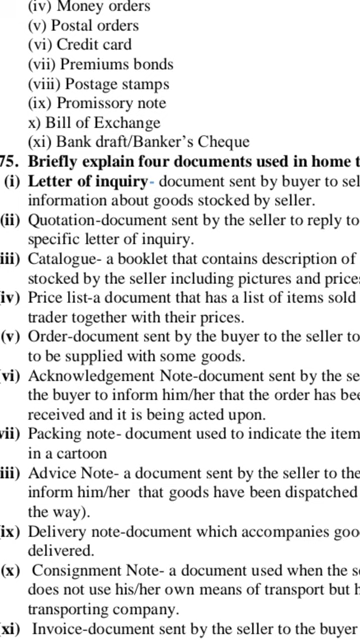 (iv) Money orders
(v) Postal orders
(vi) Credit card
(vii) Premiums bonds
(viii) Postage stamps
(ix) Promissory note
x) Bill of Exchange
(xi) Bank draft/Banker's Cheque
75. Briefly explain four documents used in home t
(i) Letter of inquiry- document sent by buyer to sel
information about goods stocked by seller.
(ii) Quotation-document sent by the seller to reply to
specific letter of inquiry.
iii) Catalogue- a booklet that contains description of
stocked by the seller including pictures and price
iv) Price list-a document that has a list of items sold
trader together with their prices.
(v) Order-document sent by the buyer to the seller to
to be supplied with some goods.
vi) Acknowledgement Note-document sent by the se
the buyer to inform him/her that the order has bee
received and it is being acted upon.
vii) Packing note- document used to indicate the item
in a cartoon
iii) Advice Note- a document sent by the seller to the
inform him/her that goods have been dispatched
the way).
ix) Delivery note-document which accompanies goo
delivered.
(x) Consignment Note- a document used when the s
does not use his/her own means of transport but h
transporting company.
xi) Invoice-document sent by the seller to the buyer